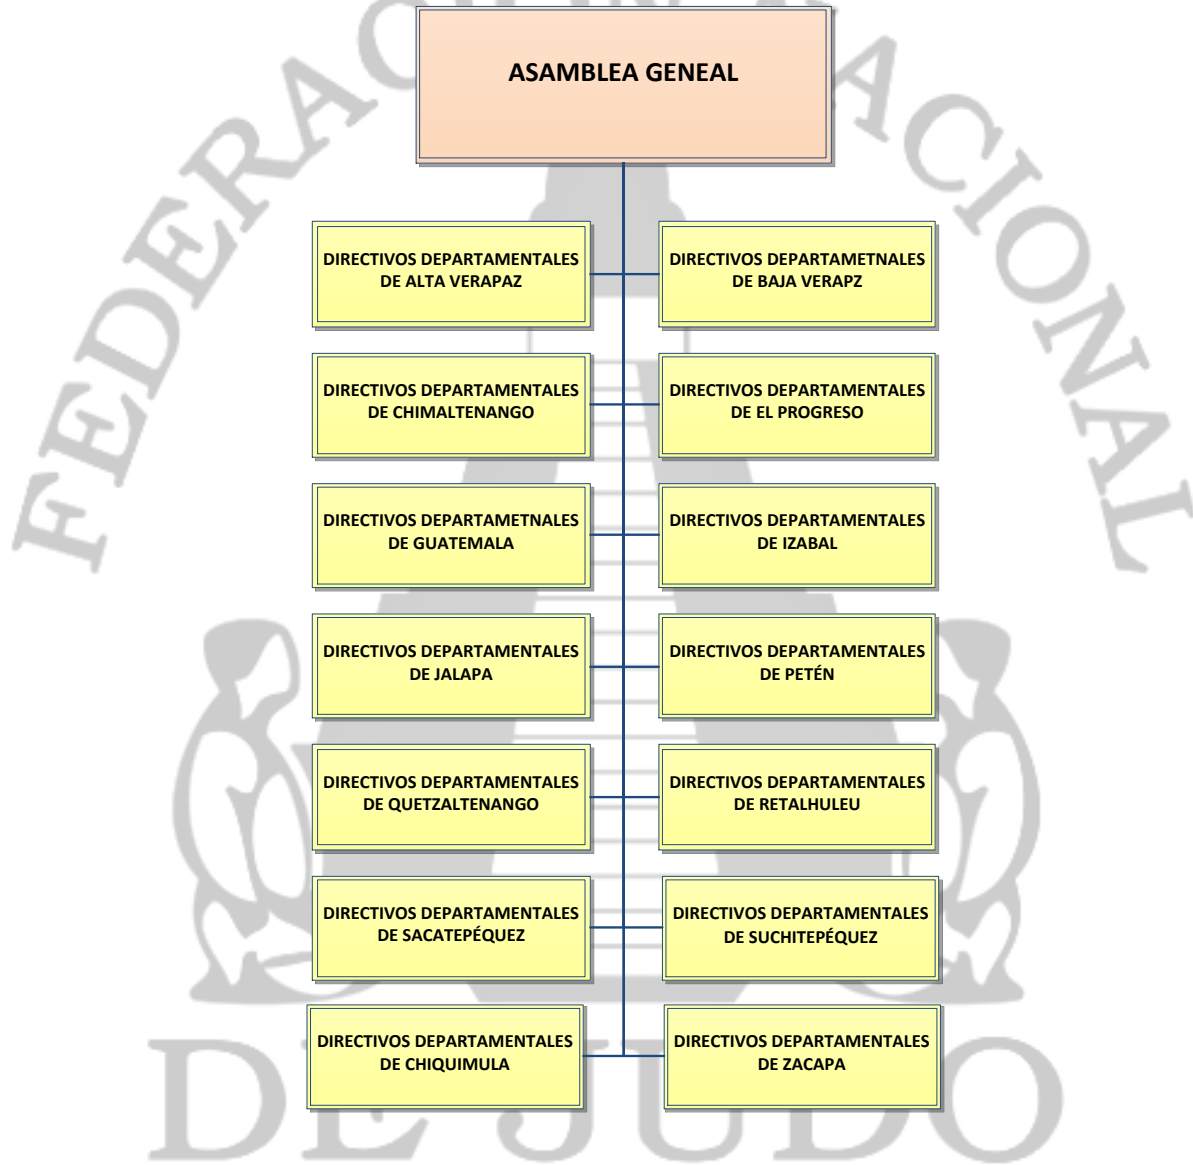 FEDERACION NACIONAL
ASAMBLEA GENEAL
DIRECTIVOS DEPARTAMENTALES
DE ALTA VERAPAZ
DIRECTIVOS DEPARTAMETNALES
DE BAJA VERAPZ
DIRECTIVOS DEPARTAMENTALES
DE CHIMALTENANGO
DIRECTIVOS DEPARTAMENTALES
DE EL PROGRESO
DIRECTIVOS DEPARTAMETNALES
DE GUATEMALA
DIRECTIVOS DEPARTAMENTALES
DE IZABAL
DIRECTIVOS DEPARTAMENTALES
DE JALAPA
DIRECTIVOS DEPARTAMENTALES
DE PETÉN
DIRECTIVOS DEPARTAMENTALES
DE QUETZALTENANGO
DIRECTIVOS DEPARTAMENTALES
DE RETALHULEU
DIRECTIVOS DEPARTAMENTALES
DE SACATEPÉQUEZ
DIRECTIVOS DEPARTAMENTALES
DE SUCHITEPÉQUEZ
DIRECTIVOS DEPARTAMENTALES
DE CHIQUIMULA
DIRECTIVOS DEPARTAMENTALES
DE ZACAPA
DE JUDO